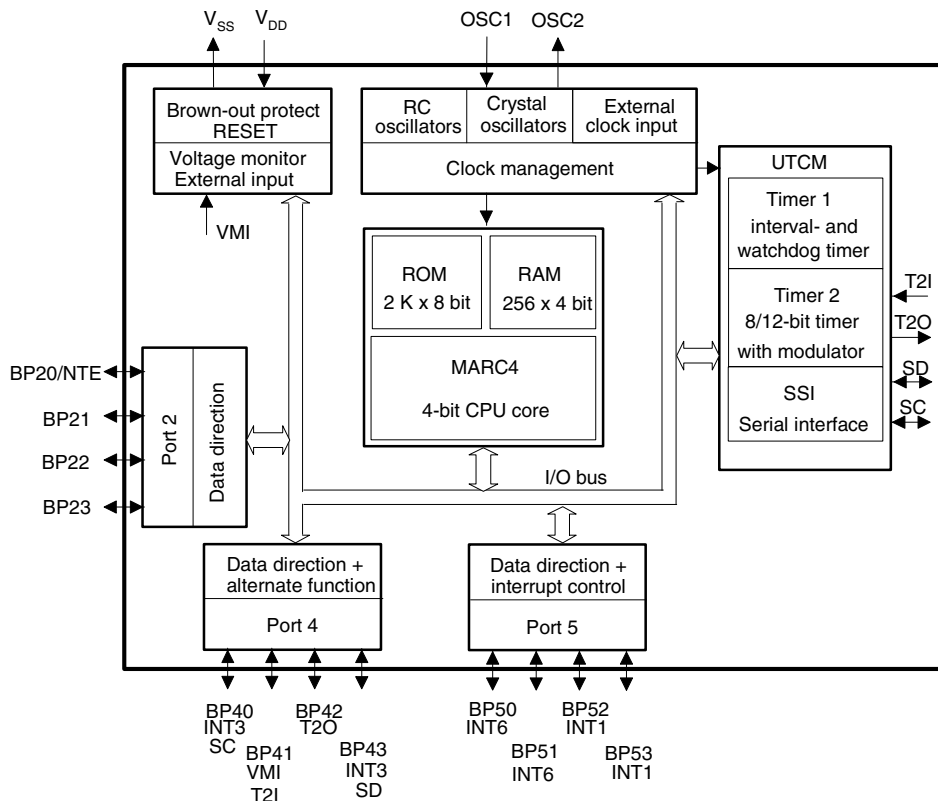 VSS
VDD
OSC1
OSC2
Brown-out protect
RESET
Voltage monitor
External input
VMI
RC
oscillators
Crystal
oscillators
External
clock input
Clock management
UTCM
Timer 1
interval- and
watchdog timer
Timer 2
8/12-bit timer
with modulator
SSI
Serial interface
T2I
T2O
SD
SC
ROM
2 K x 8 bit
RAM
256 x 4 bit
MARC4
4-bit CPU core
I/O bus
BP20/NTE
BP21
BP22
BP23
Port 2
Data direction
Data direction +
alternate function
Port 4
Data direction +
interrupt control
Port 5
BP40
INT3
SC
BP41
VMI
T2I
BP42
T2O
BP43
INT3
SD
BP50
INT6
BP51
INT6
BP52
INT1
BP53
INT1